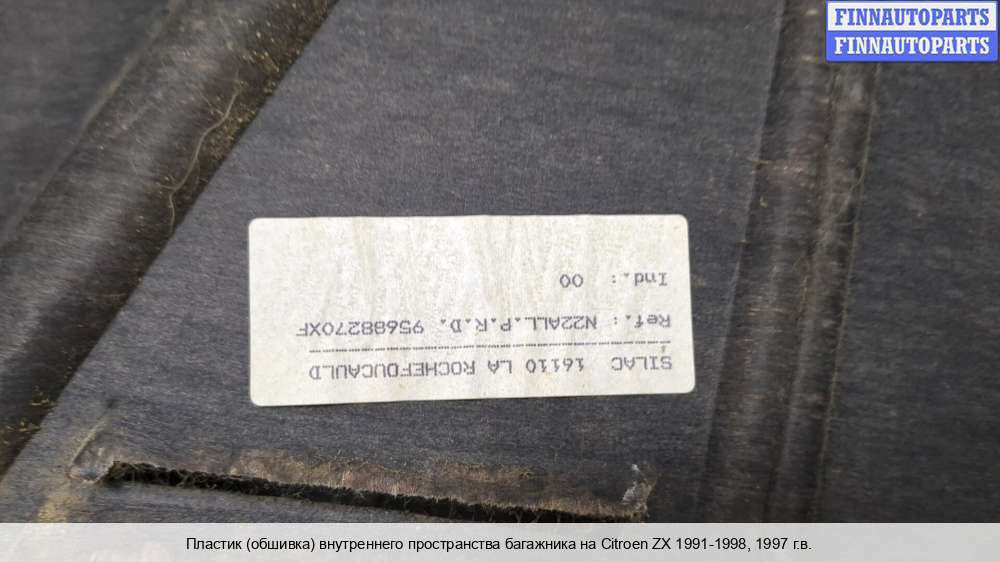 FINNAUTOPARTS
FINNAUTOPARTS
SILAC 16110 LA ROCHEFOUCAULD
Ref.: N22ALL.P.R.D. 95688270XF
Ind.: 00
Пластик (обшивка) внутреннего пространства багажника на Citroen ZX 1991-1998, 1997 г.в.